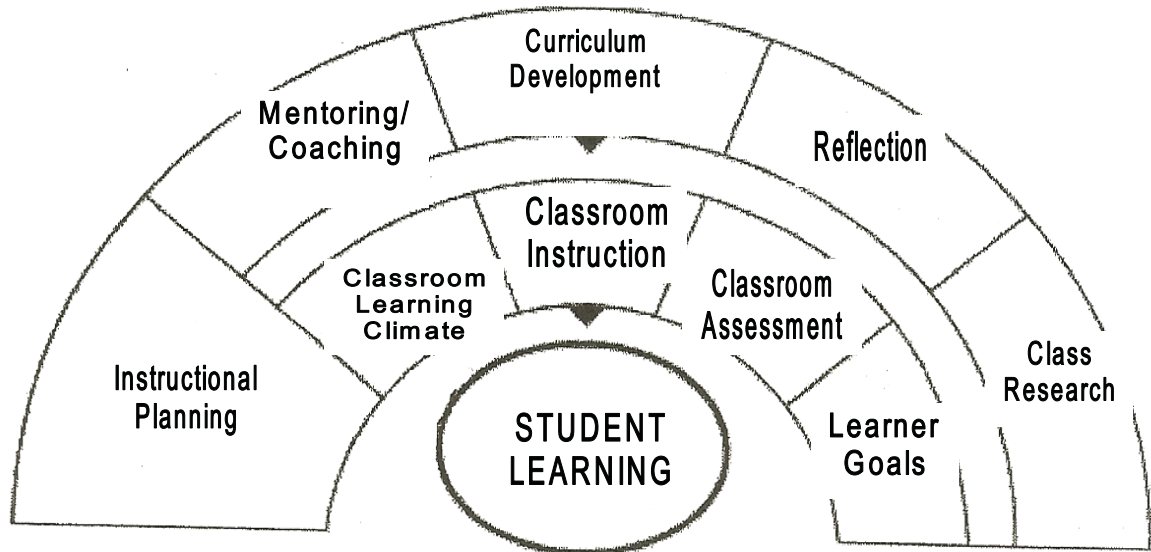 Curriculum
Development
Mentoring/
Coaching
Reflection
Classroom
Instruction
Classroom
Learning
Climate
Classroom
Assessment
Instructional
Planning
Class
Research
STUDENT
LEARNING
Learner
Goals